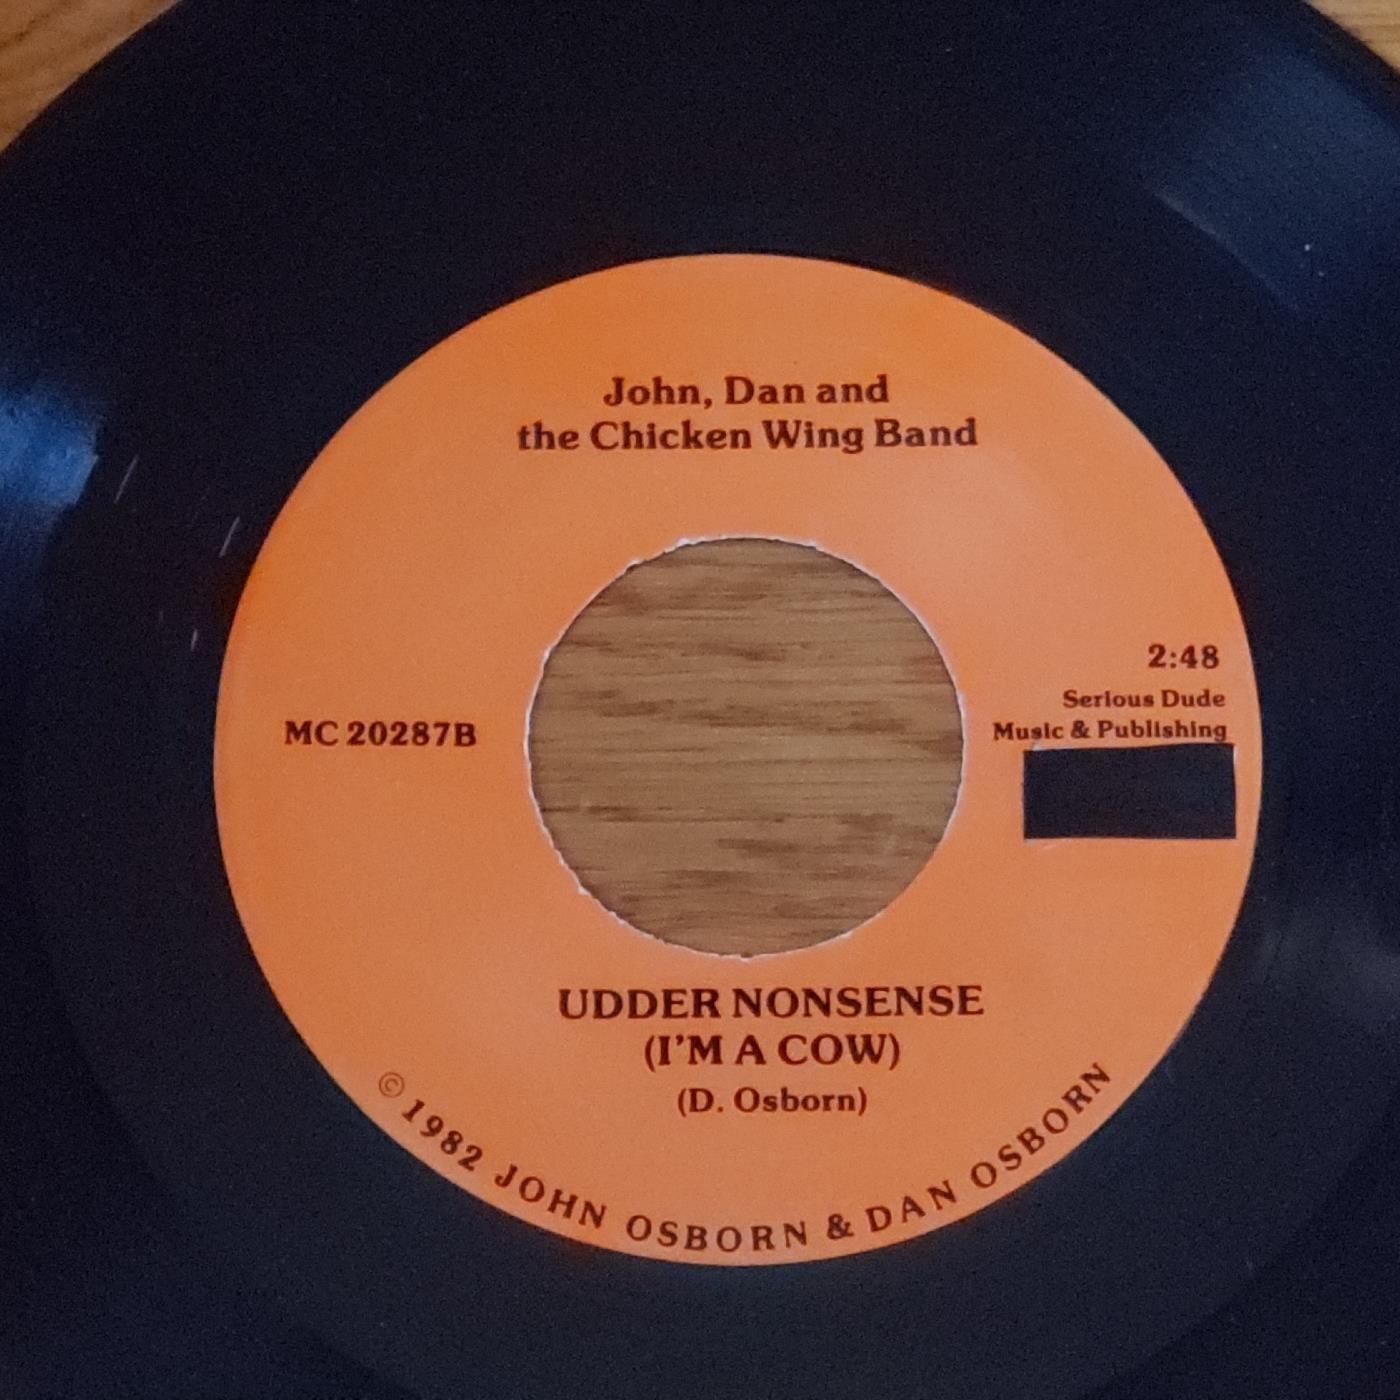 John, Dan and
the Chicken Wing Band
2:48
Serious Dude
Music & Publishing
MC 20287B
UDDER NONSENSE
(I'M A COW)
(D. Osborn)
© 1982 JOHN OSBORN & DAN OSBORN